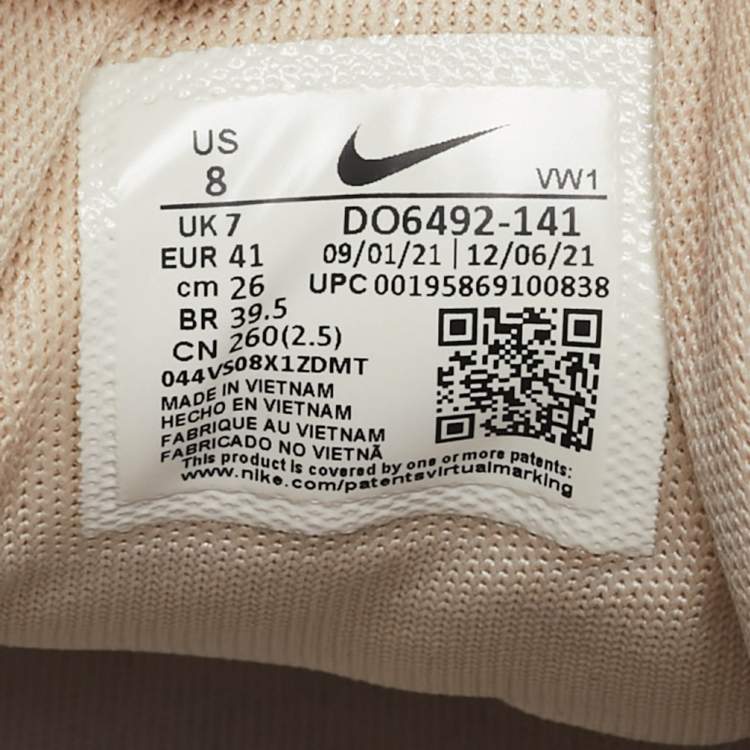 US
8
VW1
UK 7
DO6492-141
EUR 41
09/01/21 | 12/06/21
cm 26
UPC 00195869100838
BR 39.5
CN 260(2.5)
044VS08X1ZDMT
MADE IN VIETNAM
HECHO EN VIETNAM
FABRIQUE AU VIETNAM
FABRICADO NO VIETNÃ
This product is covered by one or more patents:
www.nike.com/patentsvirtualmarking